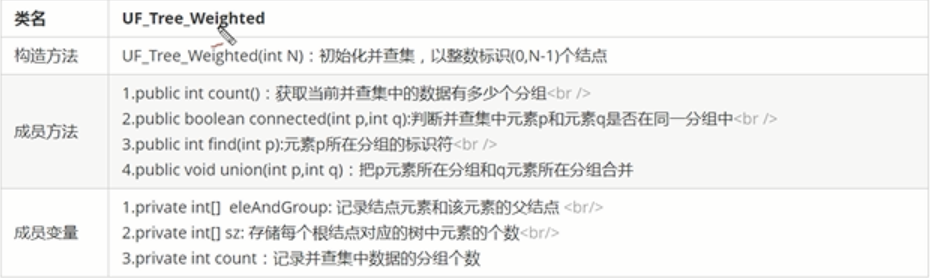 类名 UF_Tree_Weighted
构造方法 UF_Tree_Weighted(int N)：初始化并查集，以整数标识(0,N-1)个结点
1.public int count()：获取当前并查集中的数据有多少个分组<br />
2.public boolean connected(int p,int q):判断并查集中元素p和元素q是否在同一分组中<br />
成员方法
3.public int find(int p):元素p所在分组的标识符<br />
4.public void union(int p,int q)：把p元素所在分组和q元素所在分组合并
1.private int[] eleAndGroup: 记录结点元素和该元素的父结点 <br/>
成员变量 2.private int[] sz: 存储每个根结点对应的树中元素的个数<br/>
3.private int count：记录并查集中数据的分组个数